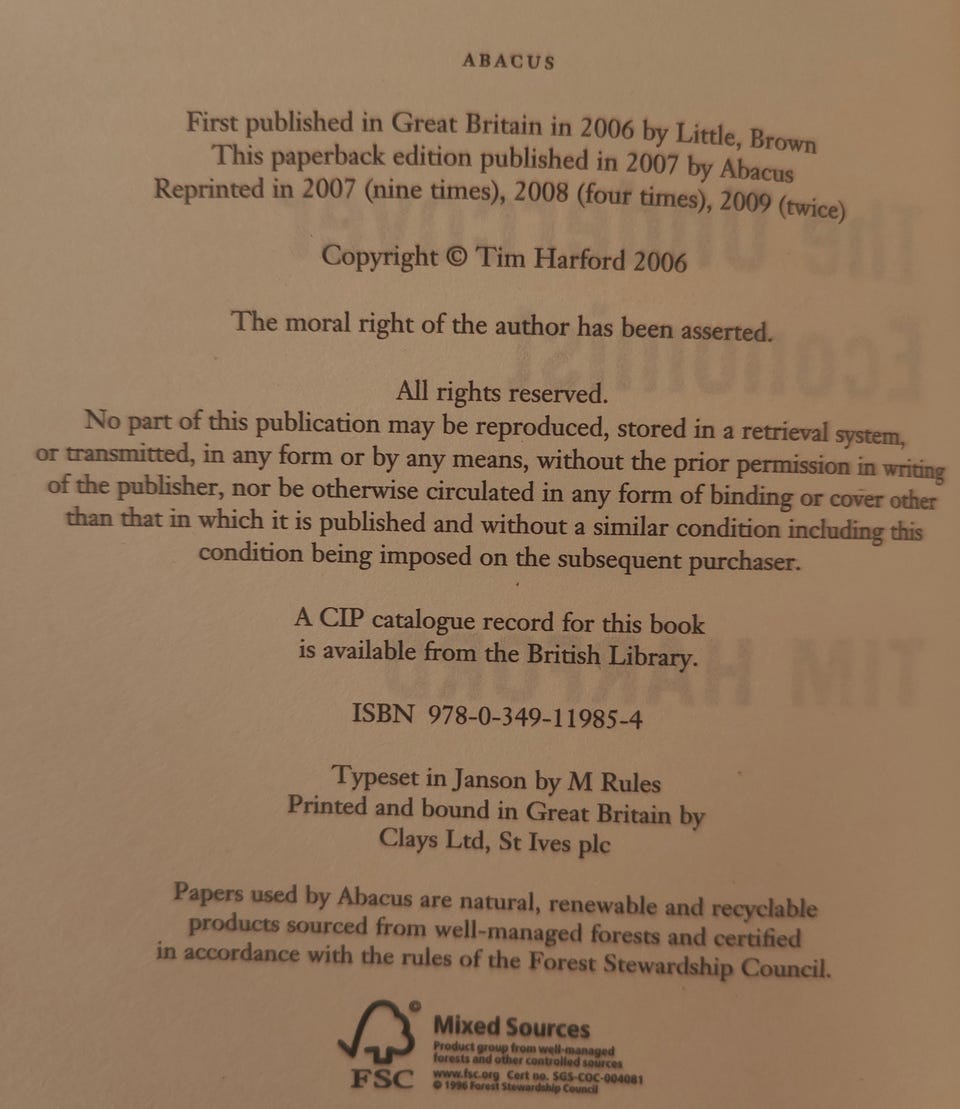 ABACUS
First published in Great Britain in 2006 by Little, Brown
This paperback edition published in 2007 by Abacus
Reprinted in 2007 (nine times), 2008 (four times), 2009 (twice)
Copyright © Tim Harford 2006
The moral right of the author has been asserted.
All rights reserved.
No part of this publication may be reproduced, stored in a retrieval system,
or transmitted, in any form or by any means, without the prior permission in writing
of the publisher, nor be otherwise circulated in any form of binding or cover other
than that in which it is published and without a similar condition including this
condition being imposed on the subsequent purchaser.
A CIP catalogue record for this book
is available from the British Library.
ISBN 978-0-349-11985-4
Typeset in Janson by M Rules
Printed and bound in Great Britain by
Clays Ltd, St Ives plc
Papers used by Abacus are natural, renewable and recyclable
products sourced from well-managed forests and certified
in accordance with the rules of the Forest Stewardship Council.
©
FSC
Mixed Sources
Product group from well-managed
forests and other controlled sources
www.fsc.org Cert no. SGS-COC-004081
© 1996 Forest Stewardship Council
The Undercover
Economist
TIM HARFORD